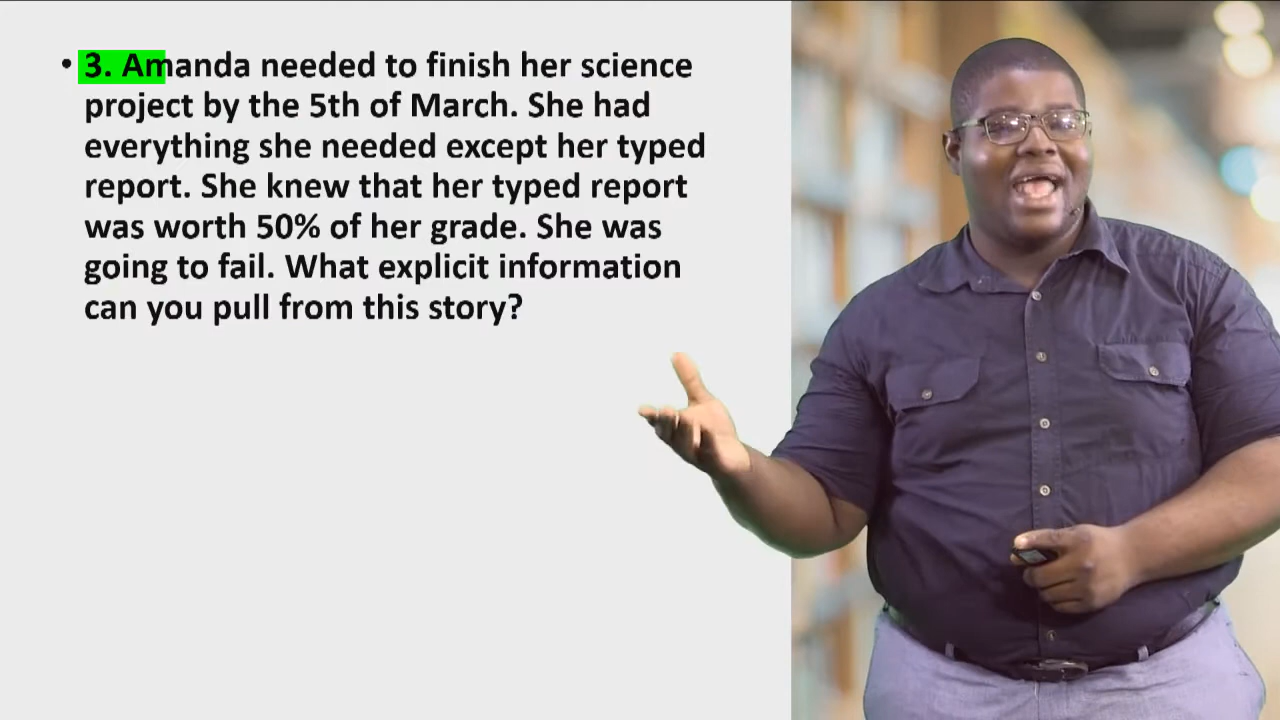 • 3. Amanda needed to finish her science
project by the 5th of March. She had
everything she needed except her typed
report. She knew that her typed report
was worth 50% of her grade. She was
going to fail. What explicit information
can you pull from this story?